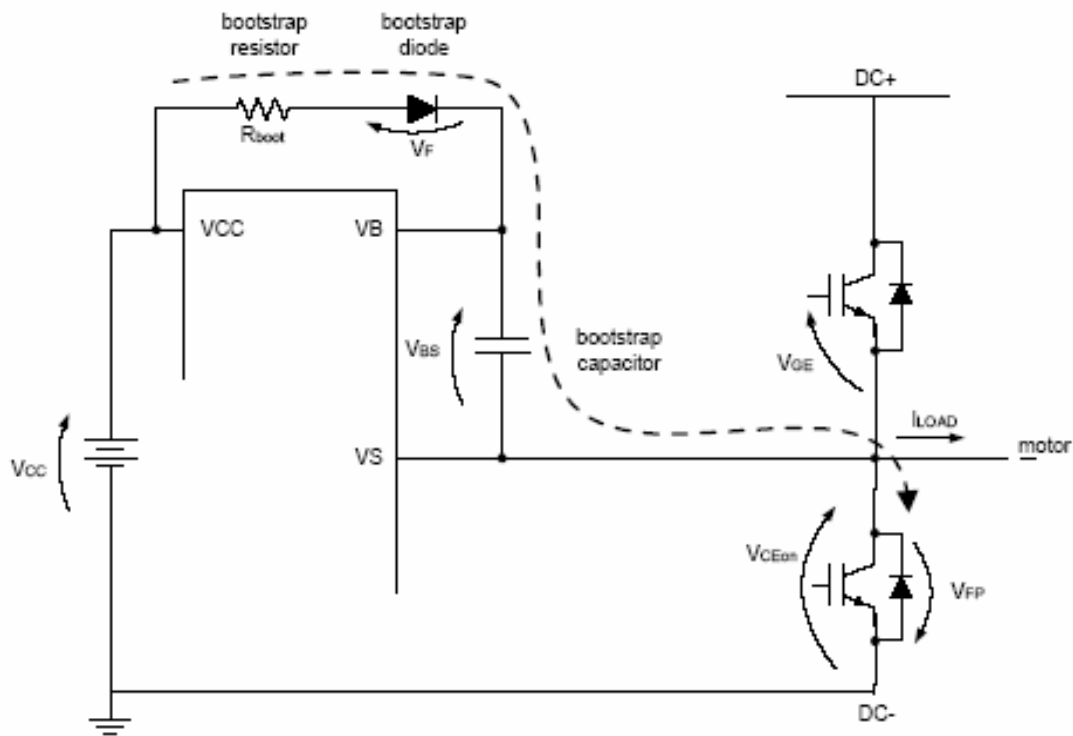 bootstrap
resistor
bootstrap
diode
DC+
Rboot
VF
VCC
VB
VBS
bootstrap
capacitor
VGE
ILOAD
motor
VS
VCC
VCEon
VFP
DC-